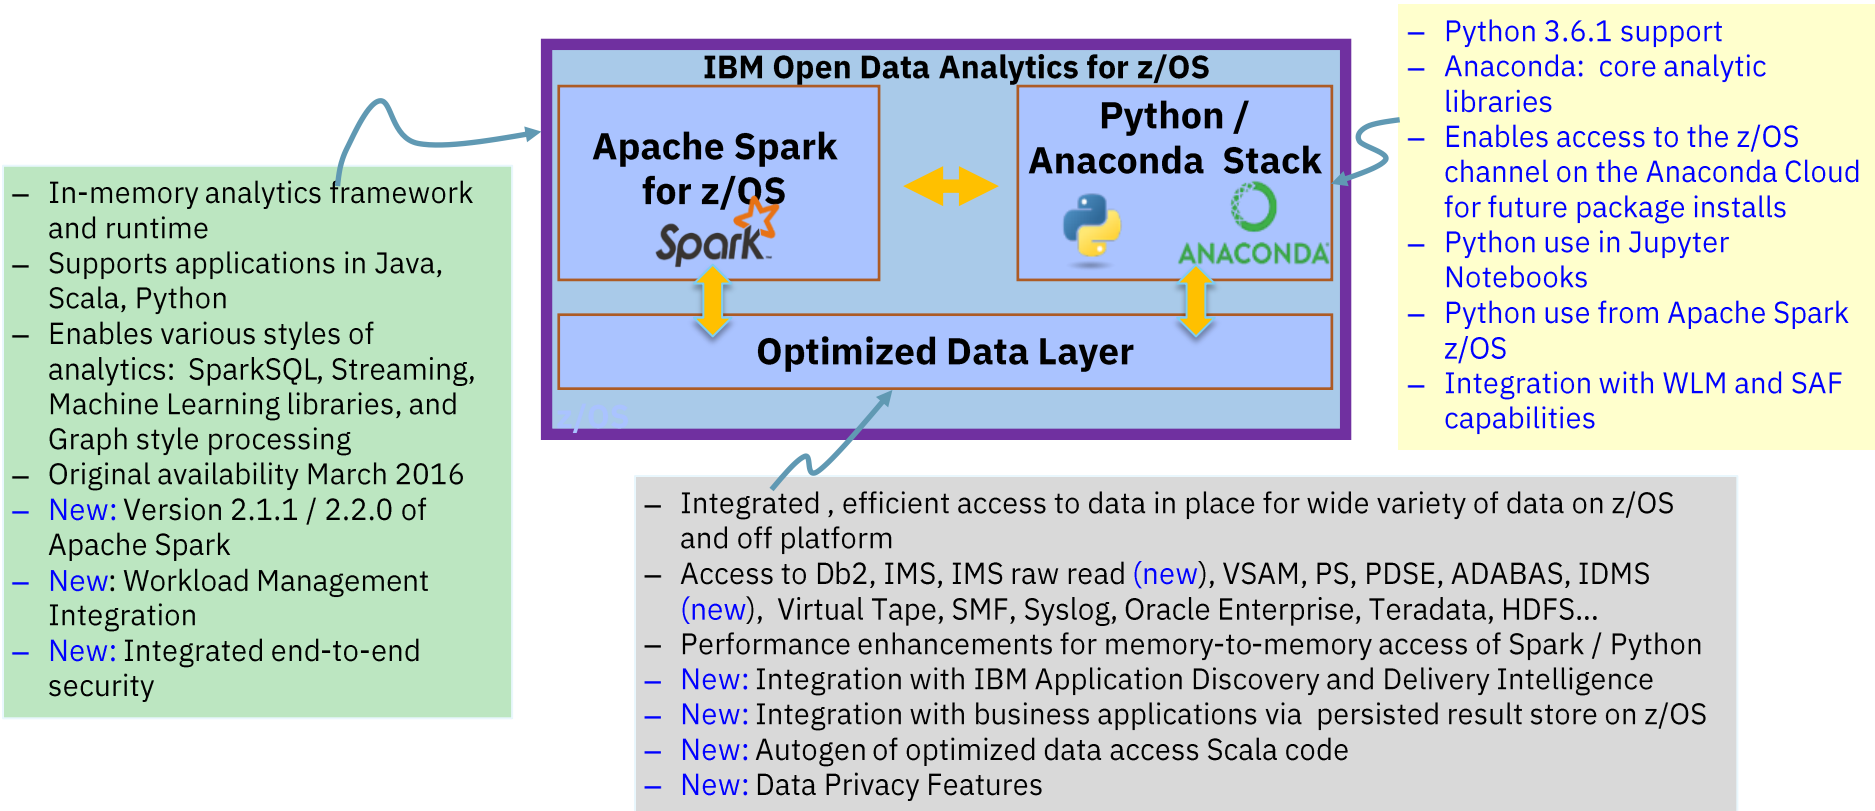 IBM Open Data Analytics for z/OS
Apache Spark
for z/OS
Spark™
Python /
Anaconda  Stack
ANACONDA®
Optimized Data Layer
z/OS
– In-memory analytics framework
and runtime
– Supports applications in Java,
Scala, Python
– Enables various styles of
analytics:  SparkSQL, Streaming,
Machine Learning libraries, and
Graph style processing
– Original availability March 2016
– New: Version 2.1.1 / 2.2.0 of
Apache Spark
– New: Workload Management
Integration
– New: Integrated end-to-end
security
– Python 3.6.1 support
– Anaconda:  core analytic
libraries
– Enables access to the z/OS
channel on the Anaconda Cloud
for future package installs
– Python use in Jupyter
Notebooks
– Python use from Apache Spark
z/OS
– Integration with WLM and SAF
capabilities
– Integrated , efficient access to data in place for wide variety of data on z/OS
and off platform
– Access to Db2, IMS, IMS raw read (new), VSAM, PS, PDSE, ADABAS, IDMS
(new),  Virtual Tape, SMF, Syslog, Oracle Enterprise, Teradata, HDFS…
– Performance enhancements for memory-to-memory access of Spark / Python
– New: Integration with IBM Application Discovery and Delivery Intelligence
– New: Integration with business applications via  persisted result store on z/OS
– New: Autogen of optimized data access Scala code
– New: Data Privacy Features